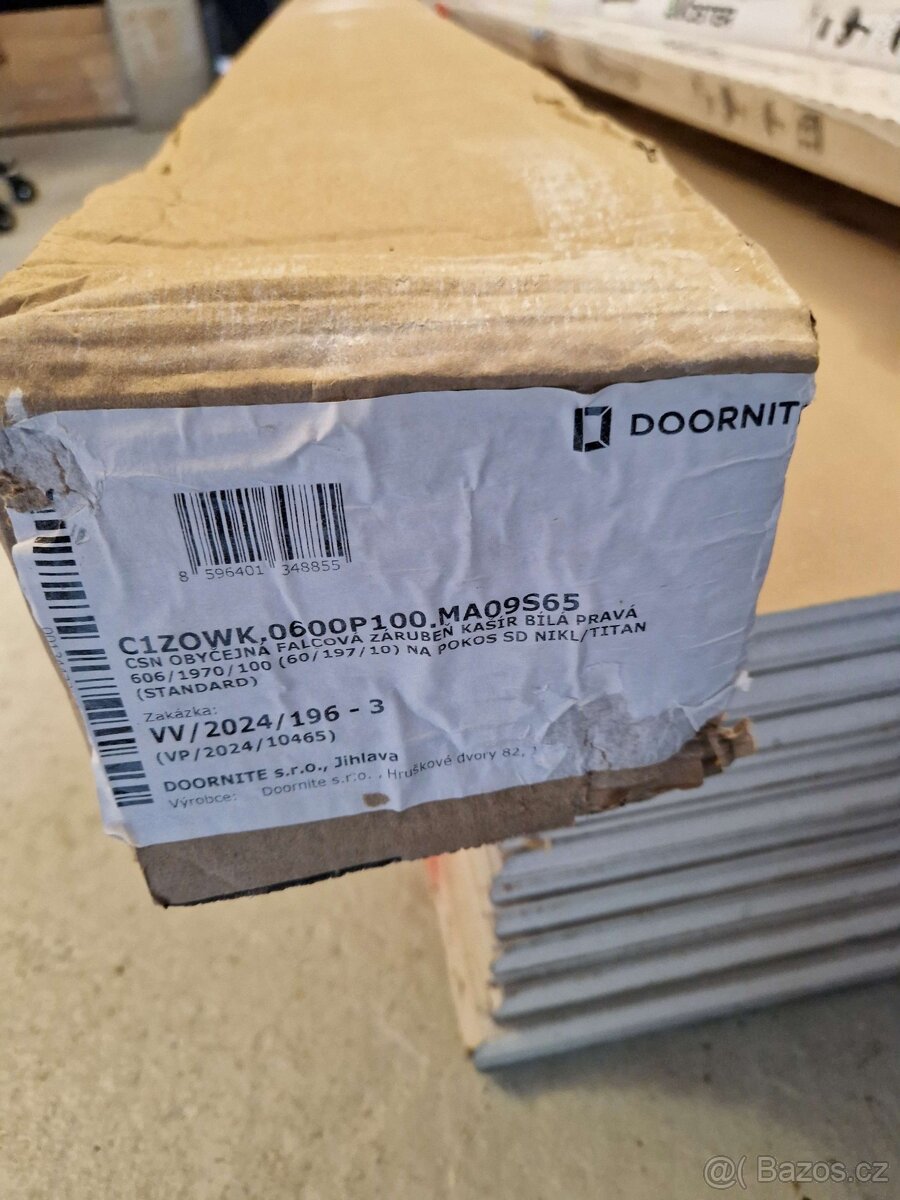 DOORNIT
8 596401 348855
C1ZOWK.0600P100.MA09S65
CSN OBYČEJNÁ FALCOVÁ ZÁRUBEŇ KAŠÍR BÍLÁ PRAVÁ
606/1970/100 (60/197/10) NA POKOS SD NIKL/TITAN
(STANDARD)
Zakázka:
VV/2024/196 - 3
(VP/2024/10465)
DOORNITE s.r.o., Jihlava
Výrobce: Doornite s.r.o. , Hruškové dvory 82,
@( Bazos.cz